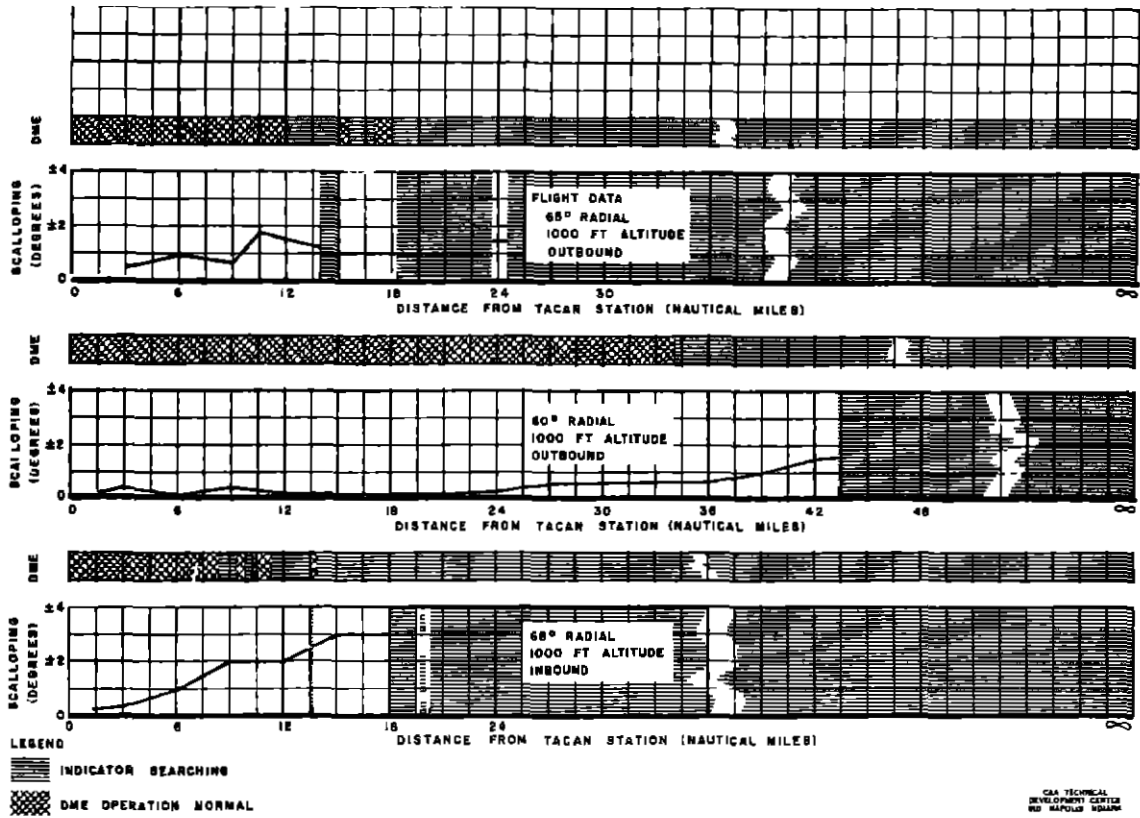 DME
SCALLOPING
(DEGREES)
±4
±2
0
FLIGHT DATA
65° RADIAL
1000 FT ALTITUDE
OUTBOUND
0 6 12 18 24 30 ∞
DISTANCE FROM TACAN STATION (NAUTICAL MILES)
DME
SCALLOPING
(DEGREES)
±4
±2
0
60° RADIAL
1000 FT ALTITUDE
OUTBOUND
0 6 12 18 24 30 36 42 48 ∞
DISTANCE FROM TACAN STATION (NAUTICAL MILES)
DME
SCALLOPING
(DEGREES)
±4
±2
0
68° RADIAL
1000 FT ALTITUDE
INBOUND
0 6 12 18 24 ∞
DISTANCE FROM TACAN STATION (NAUTICAL MILES)
LEGEND
INDICATOR SEARCHING
DME OPERATION NORMAL
CAA TECHNICAL
DEVELOPMENT CENTER